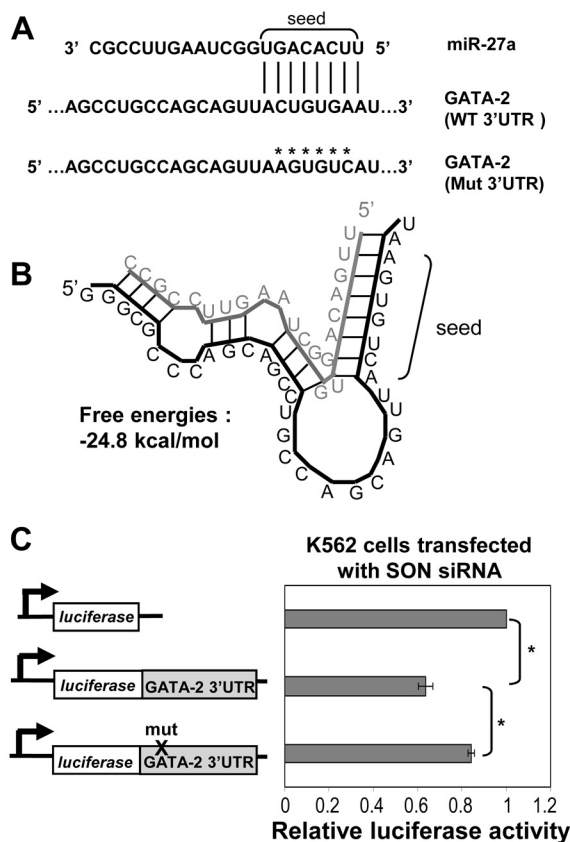 A
seed
3’ CGCCUUGAAUCGGUGACACUU 5’ miR-27a
5’ …AGCCUGCCAGCAGUUACUGUGAAU…3’ GATA-2
(WT 3’UTR )
* * * * * *
5’ …AGCCUGCCAGCAGUUAAGUGUCAU…3’ GATA-2
(Mut 3’UTR)
B
5’
U U G A C A
U A A G U G U C A U U G A C G A C C G U
seed
C C G C C U U G A A U C G G G U
5’
G G G C G C C C A G C A G C C
Free energies :
-24.8 kcal/mol
C
K562 cells transfected
with SON siRNA
luciferase
*
luciferase GATA-2 3’UTR
*
mut
X
luciferase GATA-2 3’UTR
0 0.2 0.4 0.6 0.8 1 1.2
Relative luciferase activity